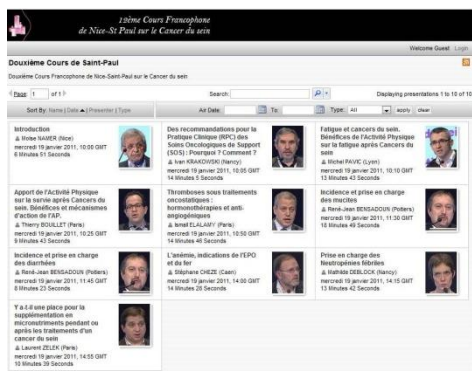 12ème Cours Francophone
de Nice-St Paul sur le Cancer du sein
Welcome Guest Login
Douxième Cours de Saint-Paul
Douxième Cours Francophone de Nice-Saint-Paul sur le Cancer du sein
Page: 1 of 1
Search:
Displaying presentations 1 to 10 of 10
Sort By: Name | Date | Presenter | Type
Air Date: To: Type: All apply clear
Introduction
Moise NAMER (Nice)
mercredi 19 janvier 2011, 10:00 GMT
8 Minutes 51 Seconds
Des recommandations pour la
Pratique Clinique (RPC) des
Soins Oncologiques de Support
(SOS) : Pourquoi ? Comment ?
Ivan KRAKOWSKI (Nancy)
mercredi 19 janvier 2011, 10:05 GMT
14 Minutes 5 Seconds
Fatigue et cancers du sein.
Bénéfices de l'Activité Physique
sur la fatigue après Cancers du
sein
Michel PAVIC (Lyon)
mercredi 19 janvier 2011, 10:10 GMT
13 Minutes 43 Seconds
Apport de l'Activité Physique
sur la survie après Cancers du
sein. Bénéfices et mécanismes
d'action de l'AP.
Thierry BOUILLET (Paris)
mercredi 19 janvier 2011, 10:25 GMT
9 Minutes 43 Seconds
Thromboses sous traitements
oncostatiques :
hormonothérapies et anti-
angiogéniques
Ismail ELALAMY (Paris)
mercredi 19 janvier 2011, 10:50 GMT
14 Minutes 46 Seconds
Incidence et prise en charge
des mucites
René-Jean BENSADOUN (Poitiers)
mercredi 19 janvier 2011, 11:30 GMT
18 Minutes 49 Seconds
Incidence et prise en charge
des diarrhées
René-Jean BENSADOUN (Poitiers)
mercredi 19 janvier 2011, 11:45 GMT
8 Minutes 23 Seconds
L'anémie, indications de l'EPO
et du fer
Stéphane CHEZE (Caen)
mercredi 19 janvier 2011, 14:00 GMT
14 Minutes 28 Seconds
Prise en charge des
Neutropénies fébriles
Mathilde DEBLOCK (Nancy)
mercredi 19 janvier 2011, 14:15 GMT
13 Minutes 42 Seconds
Y a-t-il une place pour la
supplémentation en
micronutriments pendant ou
après les traitements d'un
cancer du sein
Laurent ZELEK (Paris)
mercredi 19 janvier 2011, 14:55 GMT
10 Minutes 39 Seconds